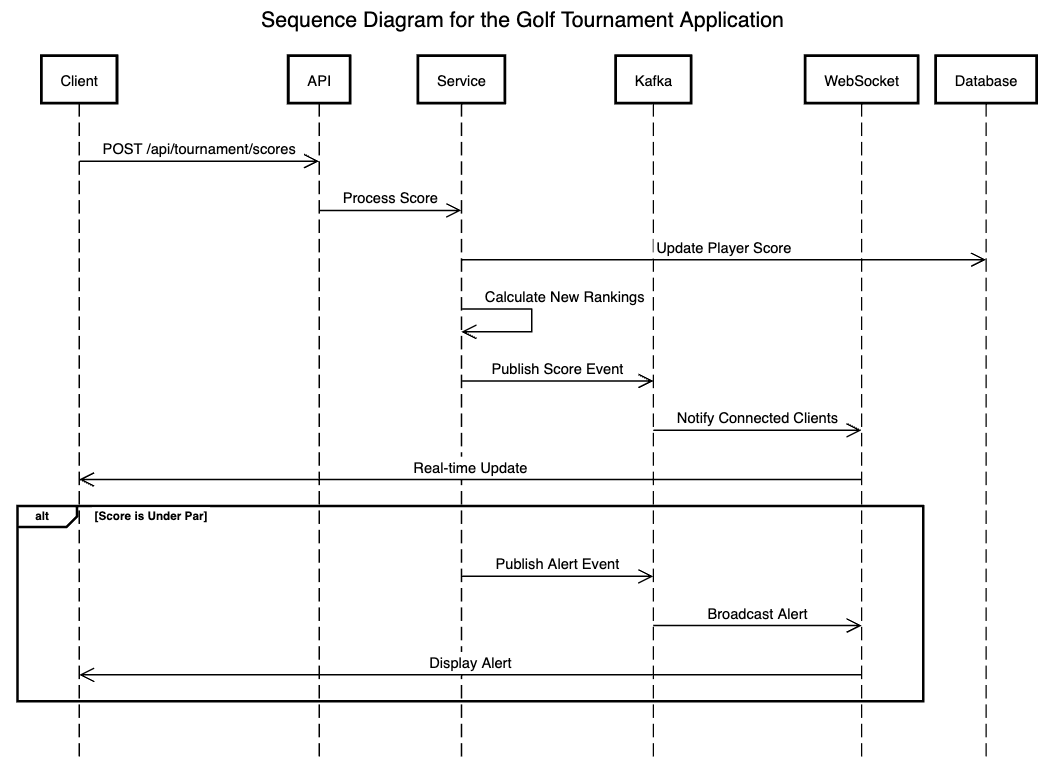 Sequence Diagram for the Golf Tournament Application
Client
API
Service
Kafka
WebSocket
Database
POST /api/tournament/scores
Process Score
Update Player Score
Calculate New Rankings
Publish Score Event
Notify Connected Clients
Real-time Update
alt
[Score is Under Par]
Publish Alert Event
Broadcast Alert
Display Alert